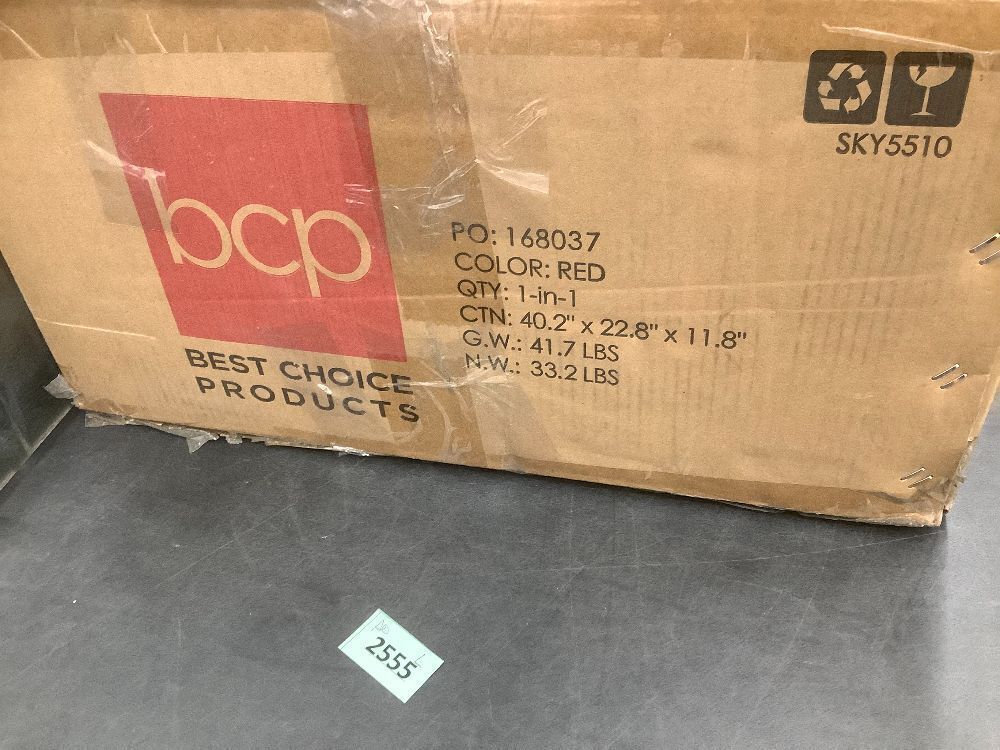 bcp
BEST CHOICE
PRODUCTS
SKY5510
PO: 168037
COLOR: RED
QTY: 1-in-1
CTN: 40.2" x 22.8" x 11.8"
G.W.: 41.7 LBS
N.W.: 33.2 LBS
2555